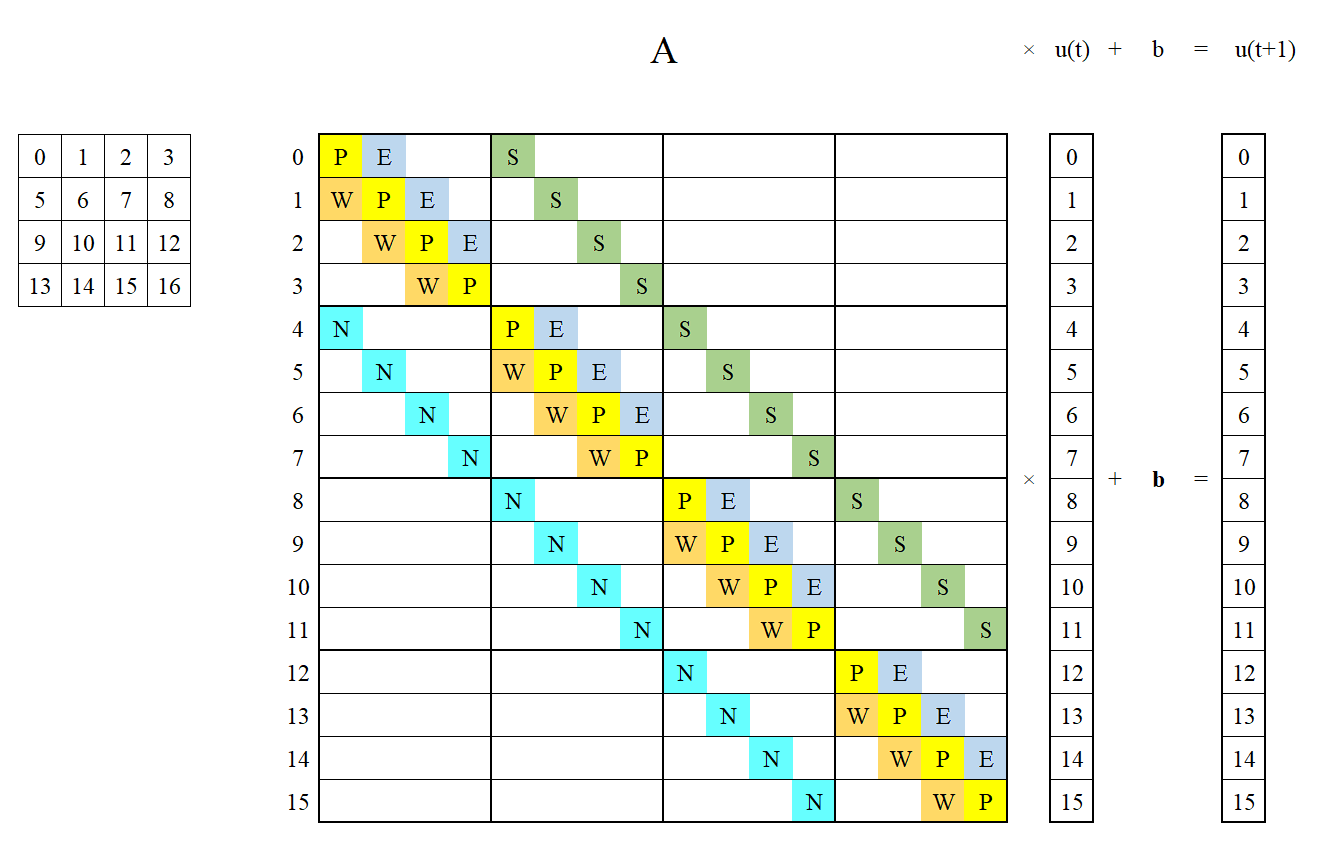 A × u(t) + b = u(t+1)
0 1 2 3 0 P E S 0 0
5 6 7 8 1 W P E S 1 1
9 10 11 12 2 W P E S 2 2
13 14 15 16 3 W P S 3 3
4 N P E S 4 4
5 N W P E S 5 5
6 N W P E S 6 6
7 N W P S 7 7
× + b =
8 N P E S 8 8
9 N W P E S 9 9
10 N W P E S 10 10
11 N W P S 11 11
12 N P E 12 12
13 N W P E 13 13
14 N W P E 14 14
15 N W P 15 15